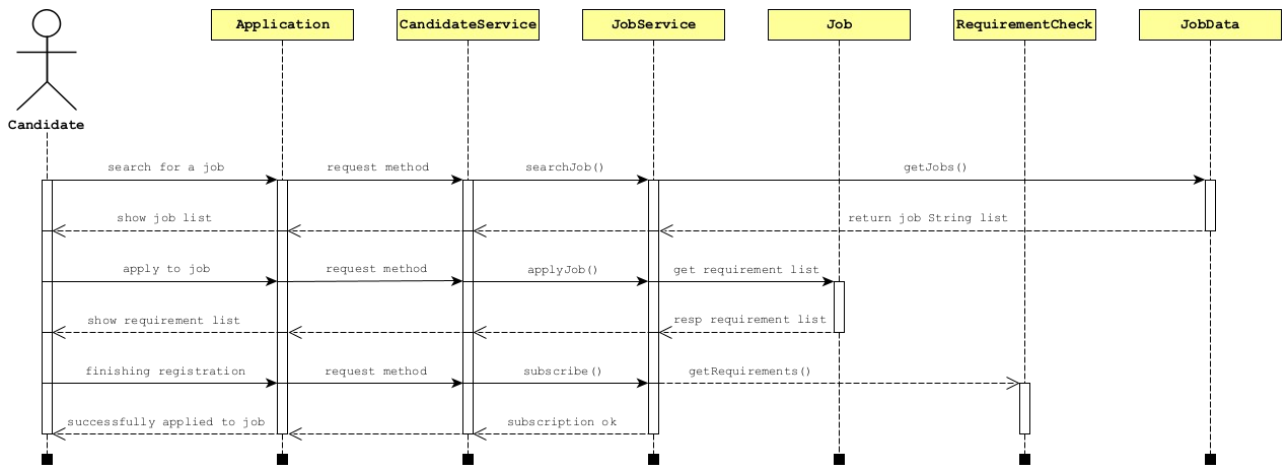 Application
CandidateService
JobService
Job
RequirementCheck
JobData
Candidate
search for a job
request method
searchJob()
getJobs()
show job list
return job String list
apply to job
request method
applyJob()
get requirement list
show requirement list
resp requirement list
finishing registration
request method
subscribe()
getRequirements()
successfully applied to job
subscription ok